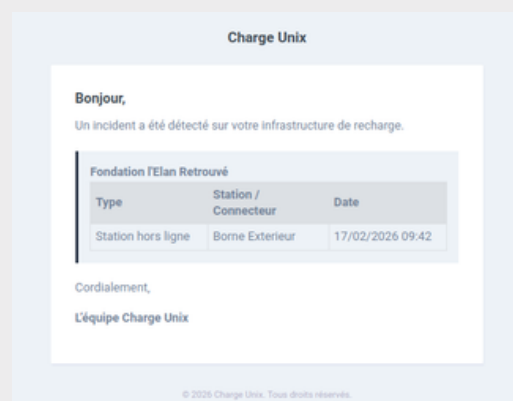 Charge Unix
Bonjour,
Un incident a été détecté sur votre infrastructure de recharge.
Fondation l'Elan Retrouvé
Type
Station /
Connecteur
Date
Station hors ligne
Borne Exterieur
17/02/2026 09:42
Cordialement,
L'équipe Charge Unix
© 2026 Charge Unix. Tous droits réservés.